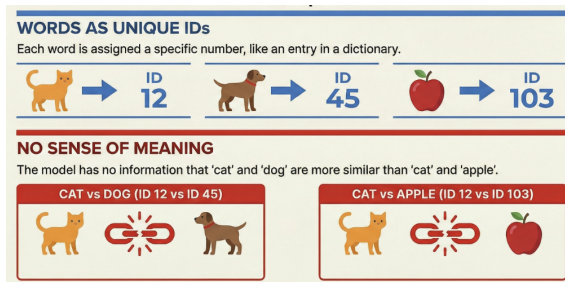 WORDS AS UNIQUE IDs
Each word is assigned a specific number, like an entry in a dictionary.
ID
12
ID
45
ID
103
NO SENSE OF MEANING
The model has no information that ‘cat’ and ‘dog’ are more similar than ‘cat’ and ‘apple’.
CAT vs DOG (ID 12 vs ID 45)
CAT vs APPLE (ID 12 vs ID 103)